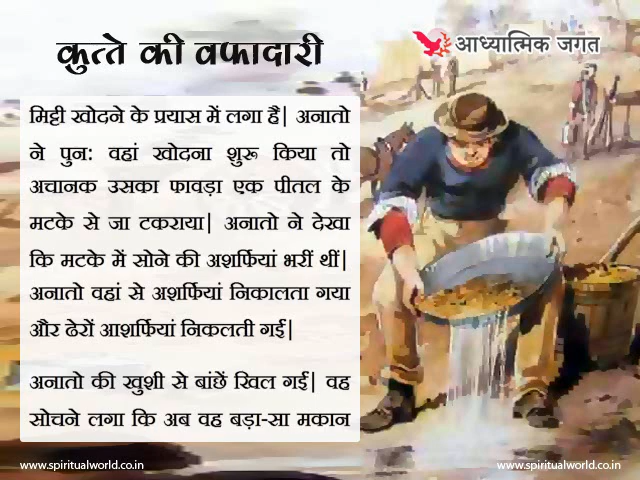 कुत्ते की वफादारी
आध्यात्मिक जगत
मिट्टी खोदने के प्रयास में लगा है| अनातो
ने पुन: वहां खोदना शुरू किया तो
अचानक उसका फावड़ा एक पीतल के
मटके से जा टकराया| अनातो ने देखा
कि मटके में सोने की अशर्फियां भरीं थीं|
अनातो वहां से अशर्फियां निकालता गया
और ढेरों आशर्फियां निकलती गई|
अनातो की खुशी से बांछें खिल गई| वह
सोचने लगा कि अब वह बड़ा-सा मकान
www.spiritualworld.co.in
www.spiritualworld.co.in